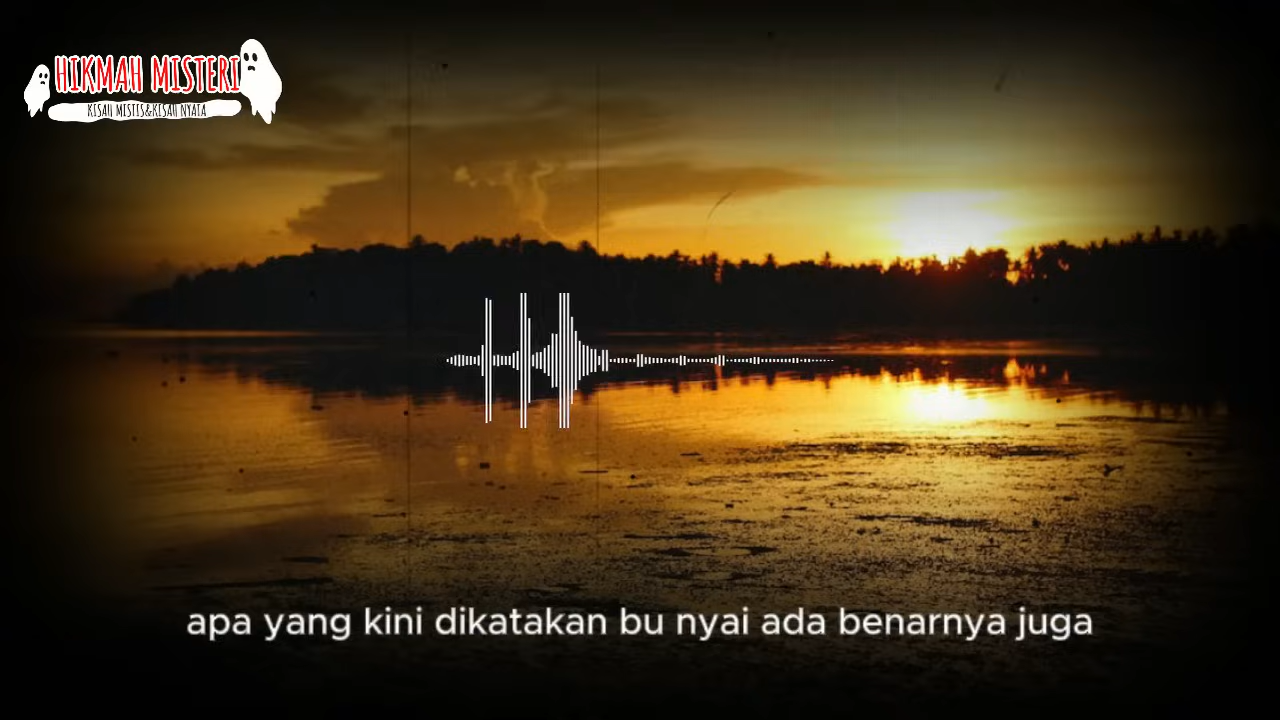 HIKMAH MISTERI
KISAH MISTIS&KISAH NYATA
apa yang kini dikatakan bu nyai ada benarnya juga